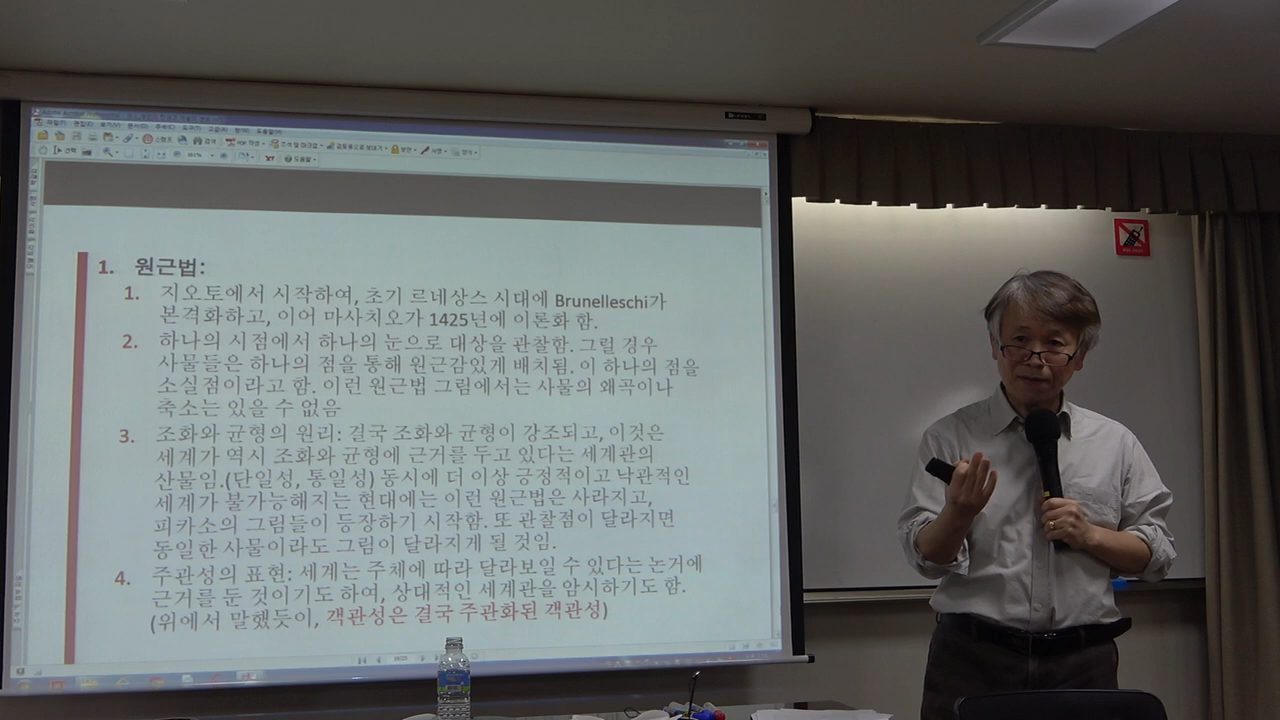 1. 원근법:
1. 지오토에서 시작하여, 초기 르네상스 시대에 Brunelleschi가
본격화하고, 이어 마사치오가 1425년에 이론화 함.
2. 하나의 시점에서 하나의 눈으로 대상을 관찰함. 그럴 경우
사물들은 하나의 점을 통해 원근감있게 배치됨. 이 하나의 점을
소실점이라고 함. 이런 원근법 그림에서는 사물의 왜곡이나
축소는 있을 수 없음
3. 조화와 균형의 원리: 결국 조화와 균형이 강조되고, 이것은
세계가 역시 조화와 균형에 근거를 두고 있다는 세계관의
산물임.(단일성, 통일성) 동시에 더 이상 긍정적이고 낙관적인
세계가 불가능해지는 현대에는 이런 원근법은 사라지고,
피카소의 그림들이 등장하기 시작함. 또 관찰점이 달라지면
동일한 사물이라도 그림이 달라지게 될 것임.
4. 주관성의 표현: 세계는 주체에 따라 달라보일 수 있다는 논거에
근거를 둔 것이기도 하여, 상대적인 세계관을 암시하기도 함.
(위에서 말했듯이, 객관성은 결국 주관화된 객관성)